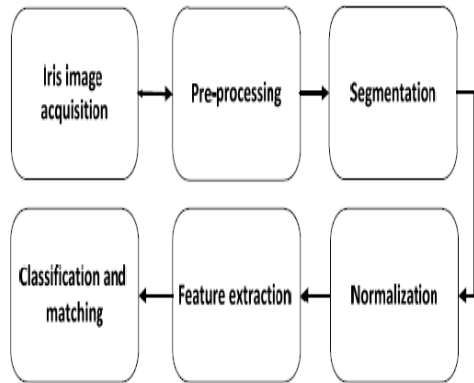 Iris image
acquisition
Pre-processing
Segmentation
Classification and
matching
Feature extraction
Normalization